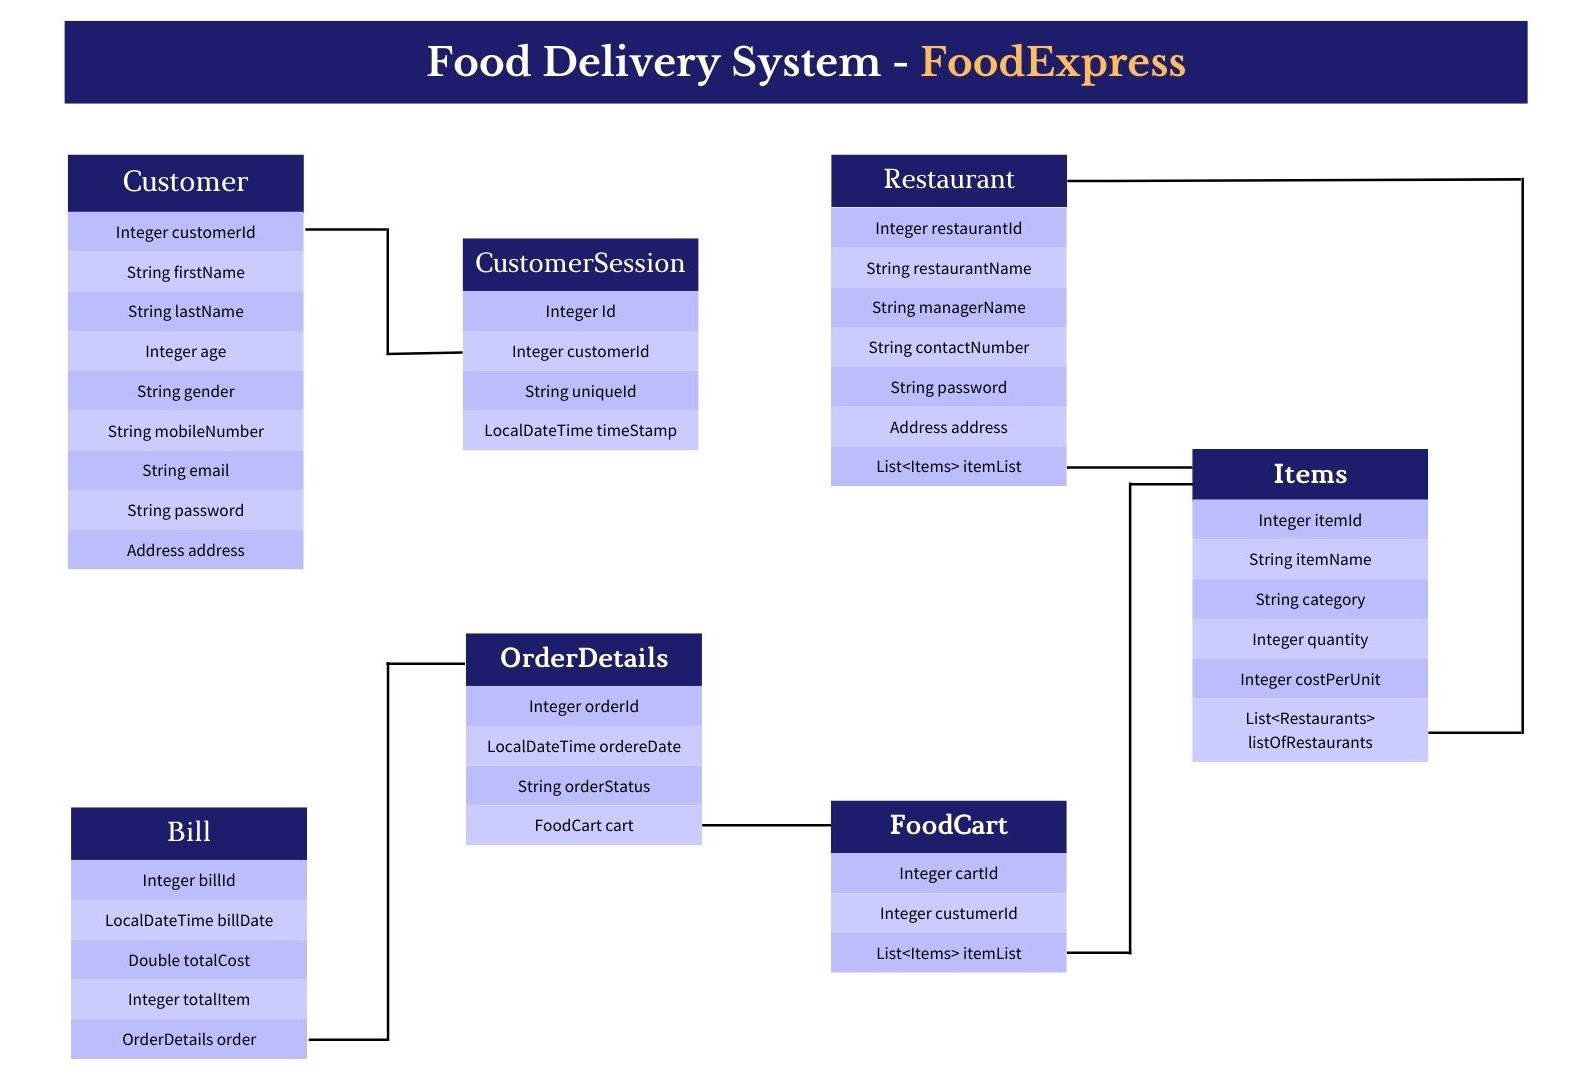 Food Delivery System - FoodExpress
Customer
Integer customerId
String firstName
String lastName
Integer age
String gender
String mobileNumber
String email
String password
Address address
CustomerSession
Integer Id
Integer customerId
String uniqueId
LocalDateTime timeStamp
Restaurant
Integer restaurantId
String restaurantName
String managerName
String contactNumber
String password
Address address
List<Items> itemList
Items
Integer itemId
String itemName
String category
Integer quantity
Integer costPerUnit
List<Restaurants>
listOfRestaurants
OrderDetails
Integer orderId
LocalDateTime ordereDate
String orderStatus
FoodCart cart
Bill
Integer billId
LocalDateTime billDate
Double totalCost
Integer totalItem
OrderDetails order
FoodCart
Integer cartId
Integer custumerId
List<Items> itemList